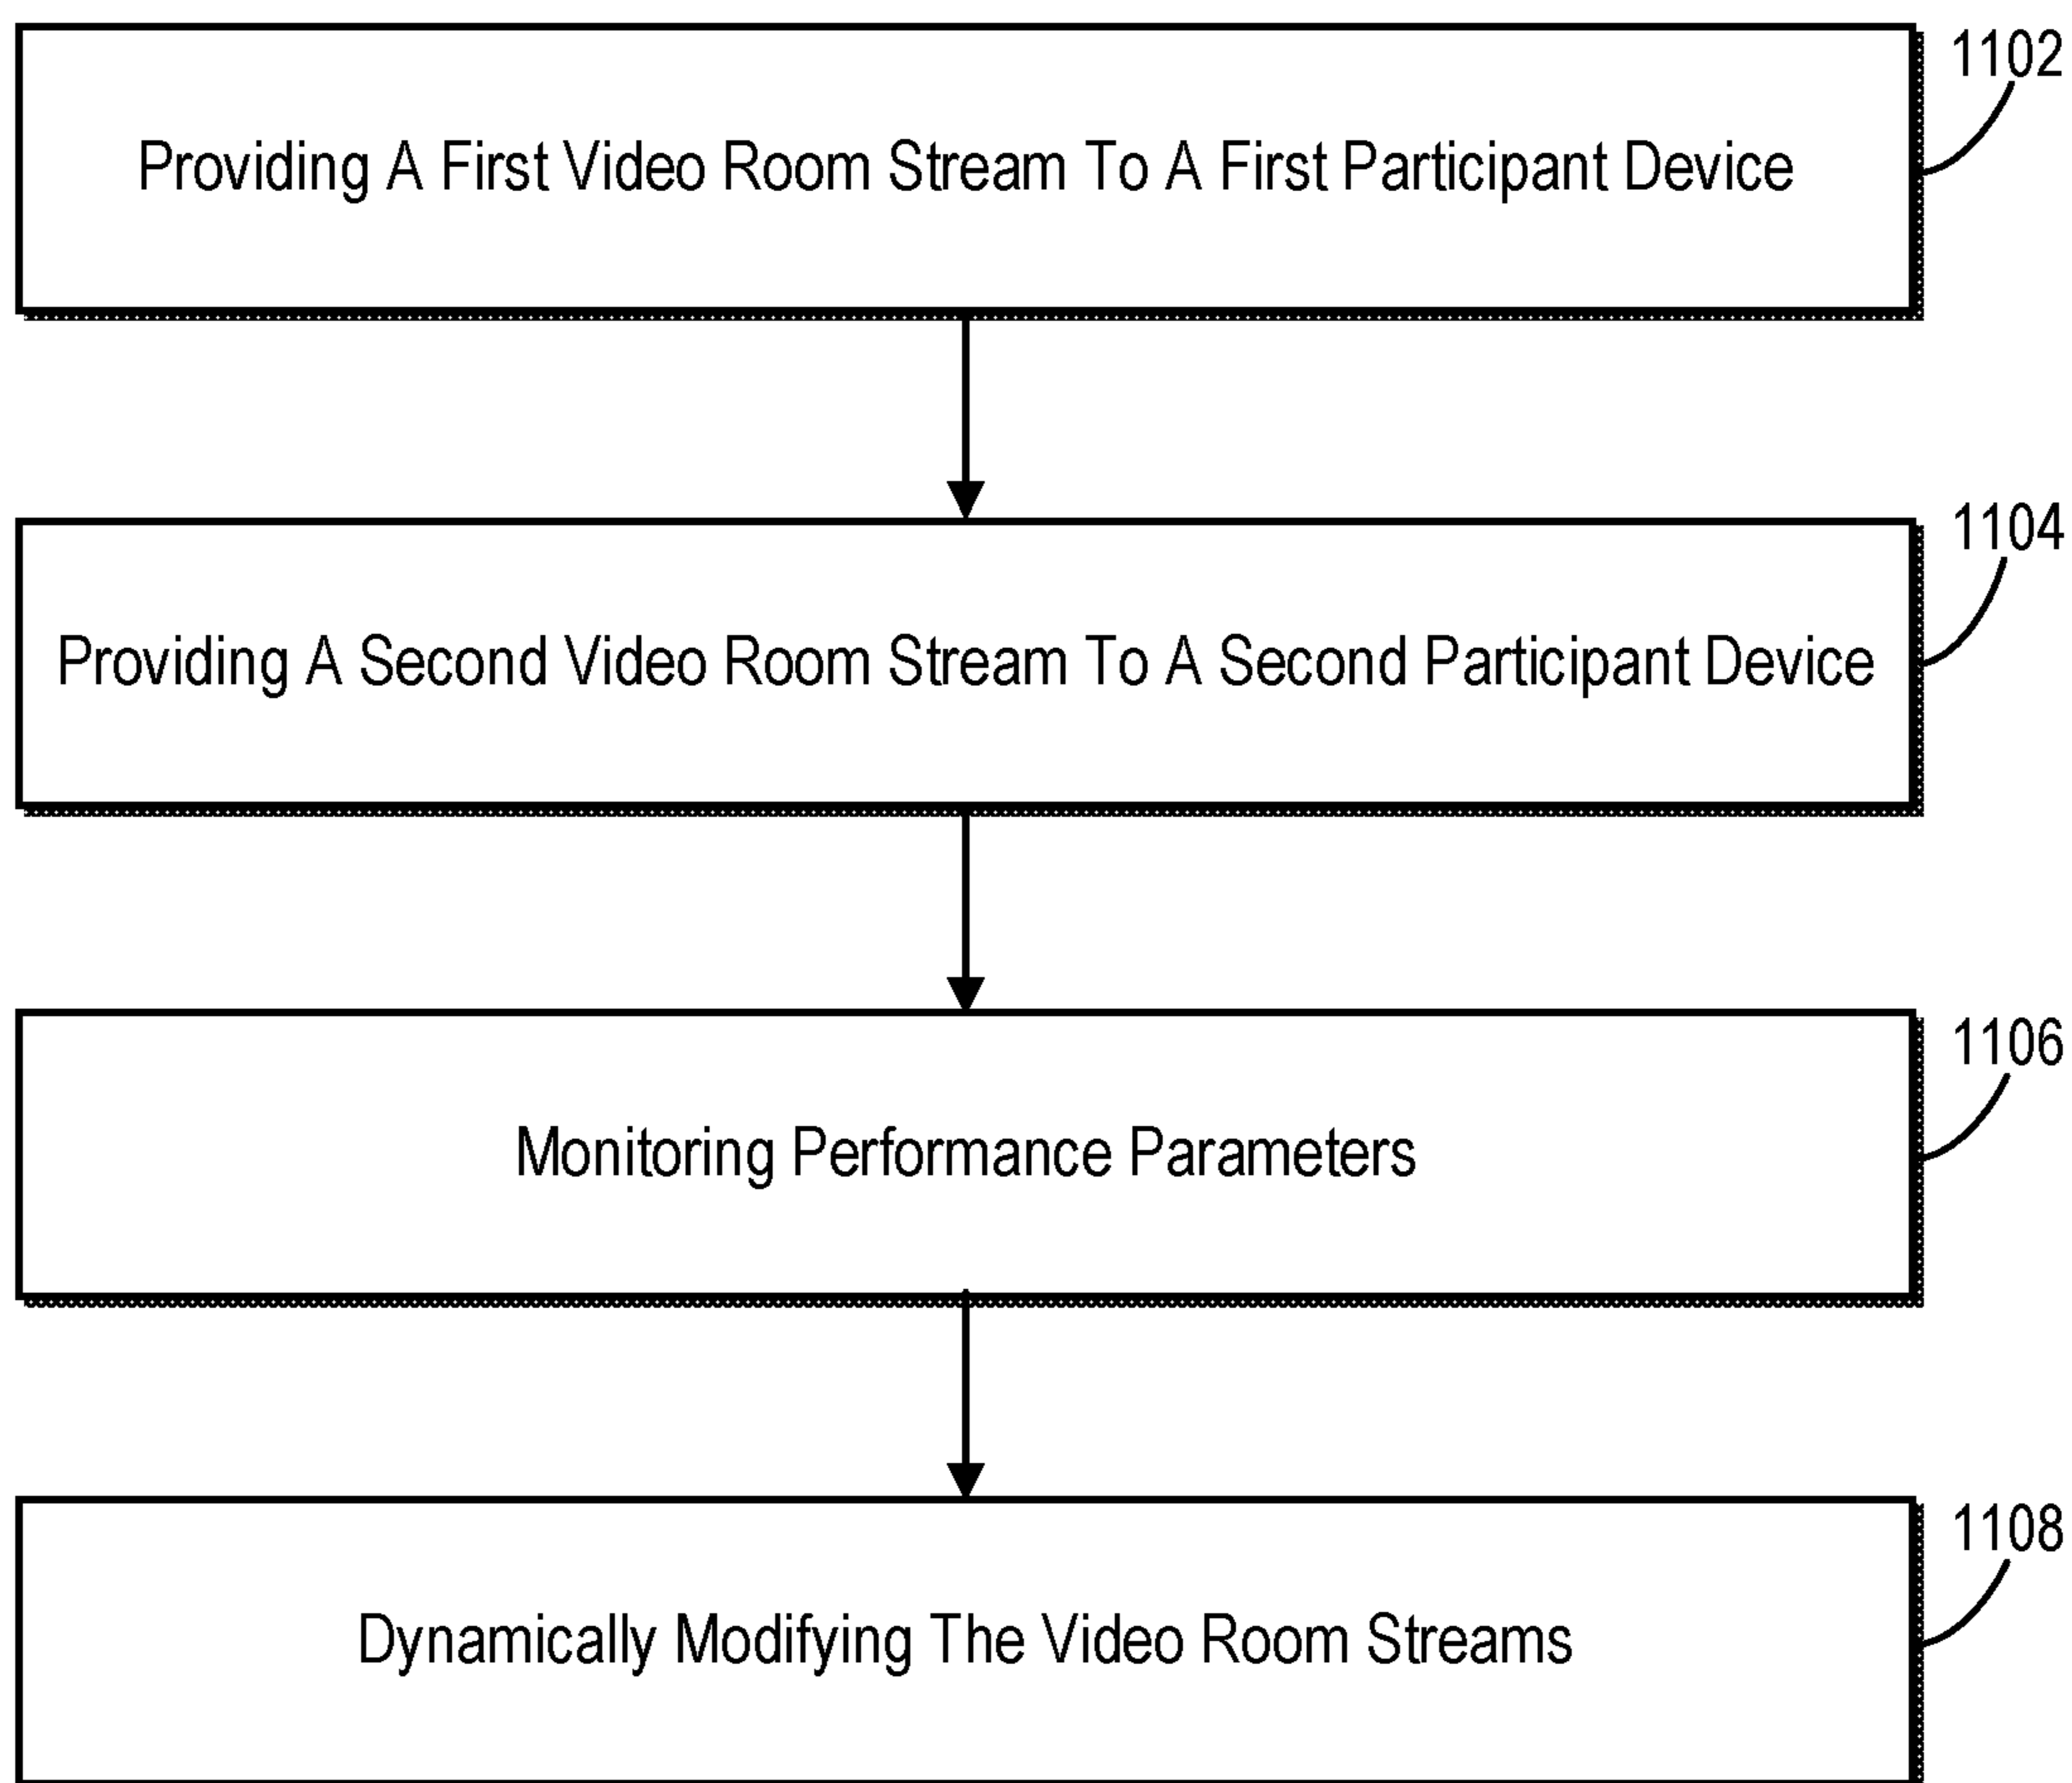 1102
Providing A First Video Room Stream To A First Participant Device
1104
Providing A Second Video Room Stream To A Second Participant Device
1106
Monitoring Performance Parameters
1108
Dynamically Modifying The Video Room Streams